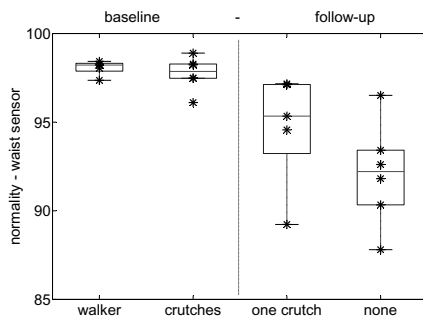 baseline - follow-up
100
95
90
85
normality - waist sensor
walker crutches one crutch none